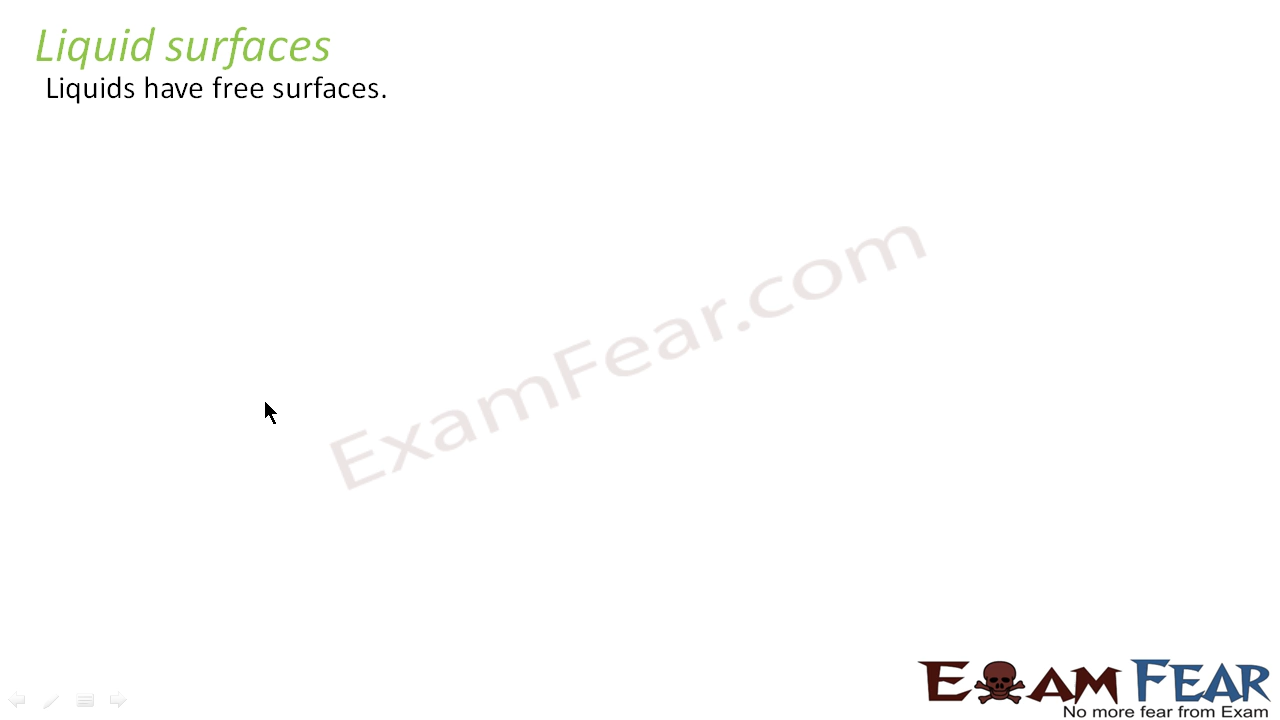 Liquid surfaces
Liquids have free surfaces.
ExamFear.com
EXAM FEAR
No more fear from Exam